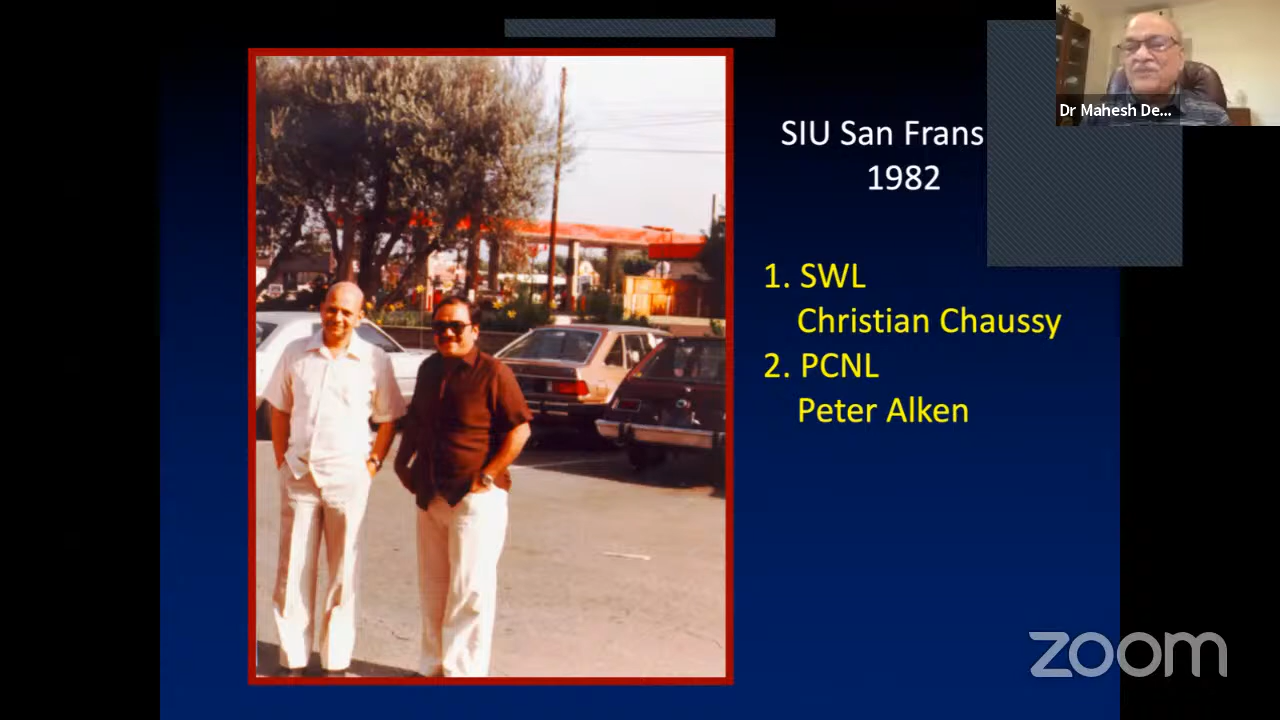 SIU San Frans
1982
1. SWL
Christian Chaussy
2. PCNL
Peter Alken
Dr Mahesh De...
zoom